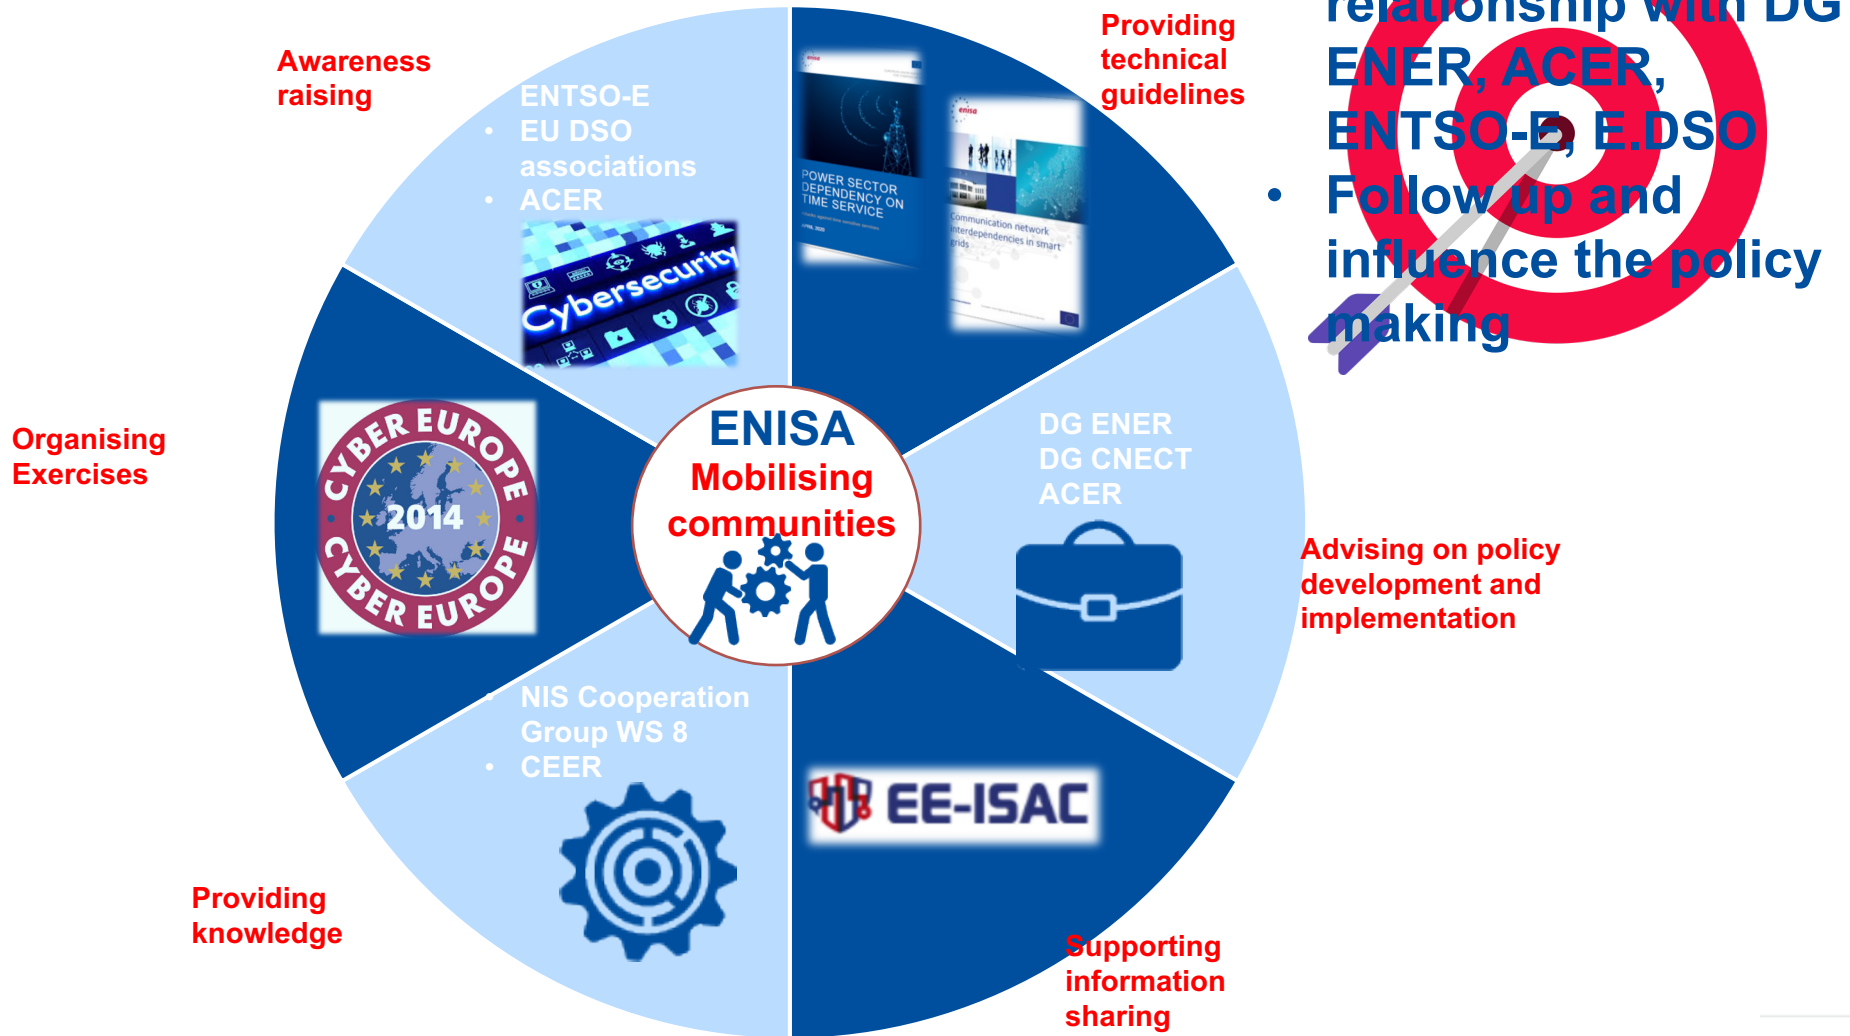 Awareness
raising
ENTSO-E
• EU DSO
associations
• ACER
Cybersecurity
Providing
technical
guidelines
enisa
POWER SECTOR
DEPENDENCY ON
TIME SERVICE
enisa
Communication network
interdependencies in smart
grids
relationship with DG
ENER, ACER,
ENTSO-E, E.DSO
• Follow up and
influence the policy
making
Organising
Exercises
CYBER EUROPE
2014
CYBER EUROPE
ENISA
Mobilising
communities
DG ENER
DG CNECT
ACER
Advising on policy
development and
implementation
• NIS Cooperation
Group WS 8
• CEER
EE-ISAC
Providing
knowledge
Supporting
information
sharing